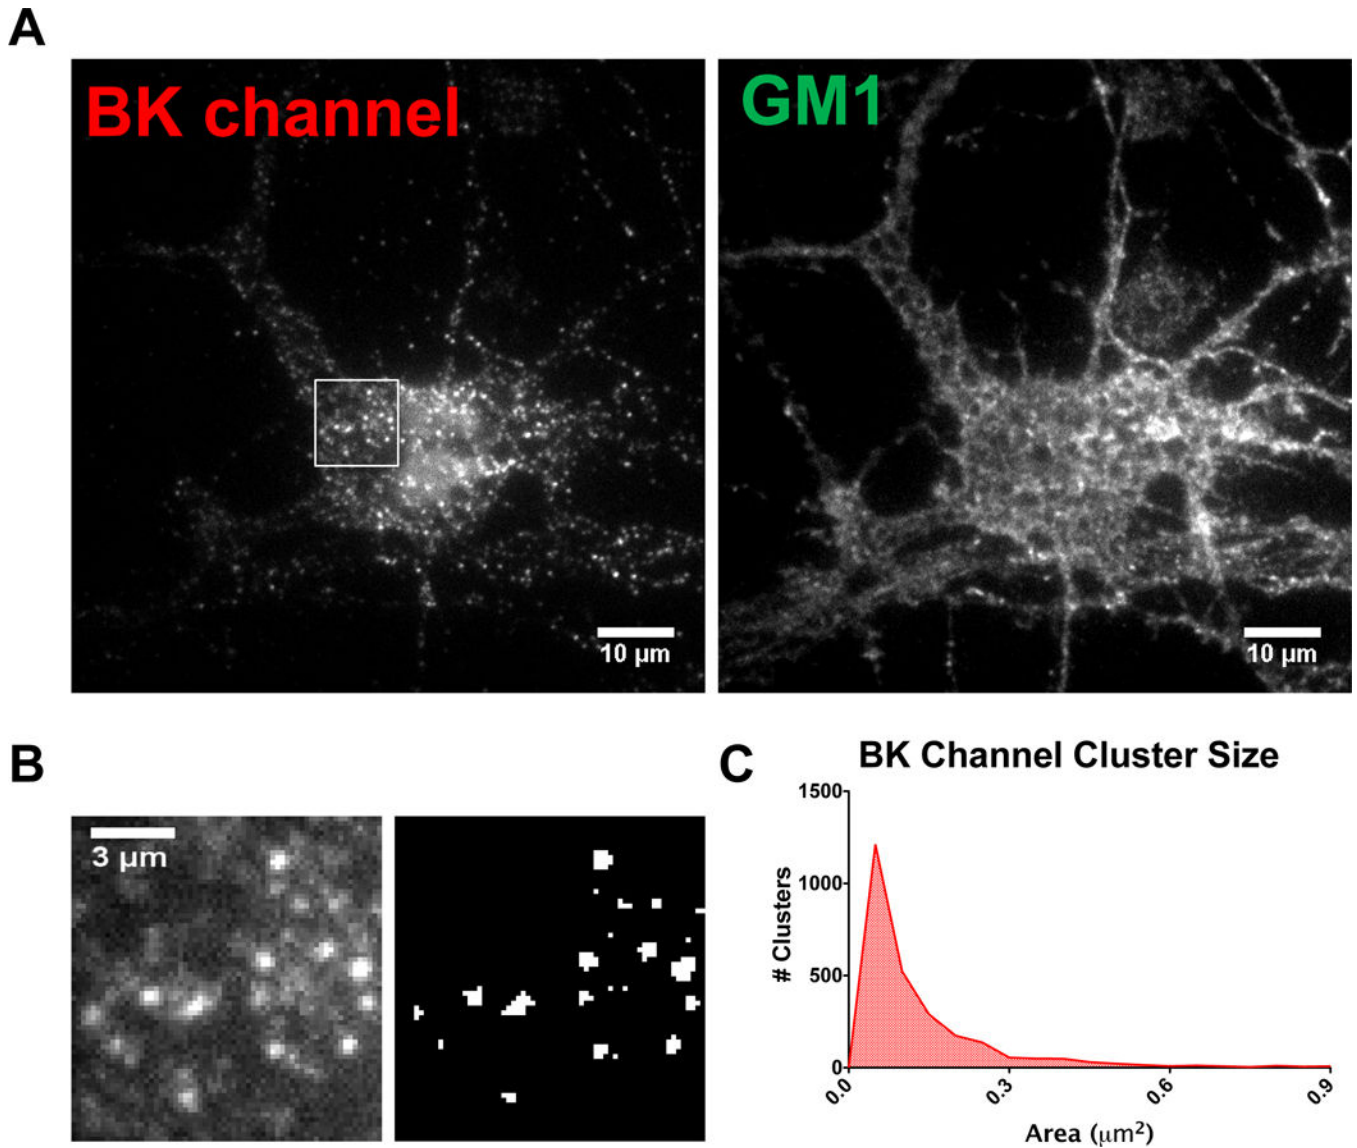 A
BK channel
GM1
10 µm
10 µm
B
3 µm
C
BK Channel Cluster Size
# Clusters
1500
1000
500
0
0.0
0.3
0.6
0.9
Area (µm²)